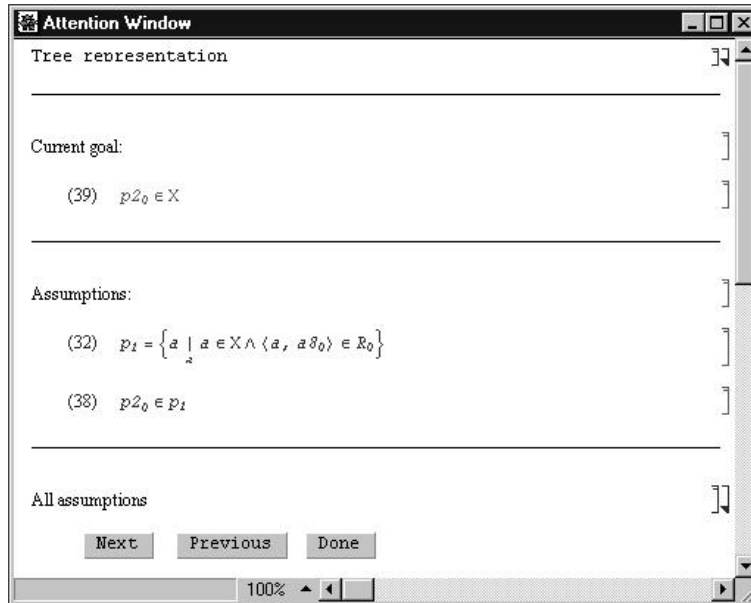 Attention Window
Tree representation
Current goal:
(39) p2₀ ∈ X
Assumptions:
(32) p₁ = {a | a ∈ X ∧ ⟨a, a8₀⟩ ∈ R₀}
a
(38) p2₀ ∈ p₁
All assumptions
Next Previous Done
100%